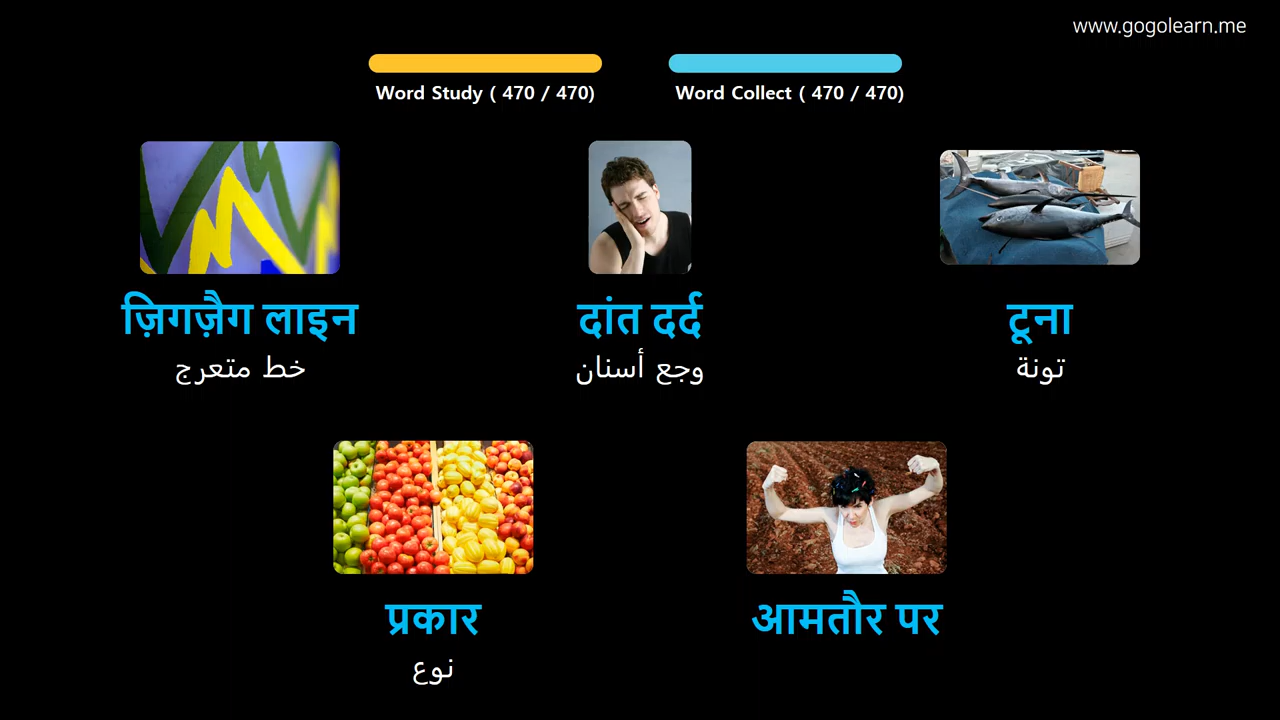 www.gogolearn.me
Word Study ( 470 / 470)
Word Collect ( 470 / 470)
ज़िगज़ैग लाइन
خط متعرج
दांत दर्द
وجع أسنان
टूना
تونة
प्रकार
نوع
आमतौर पर